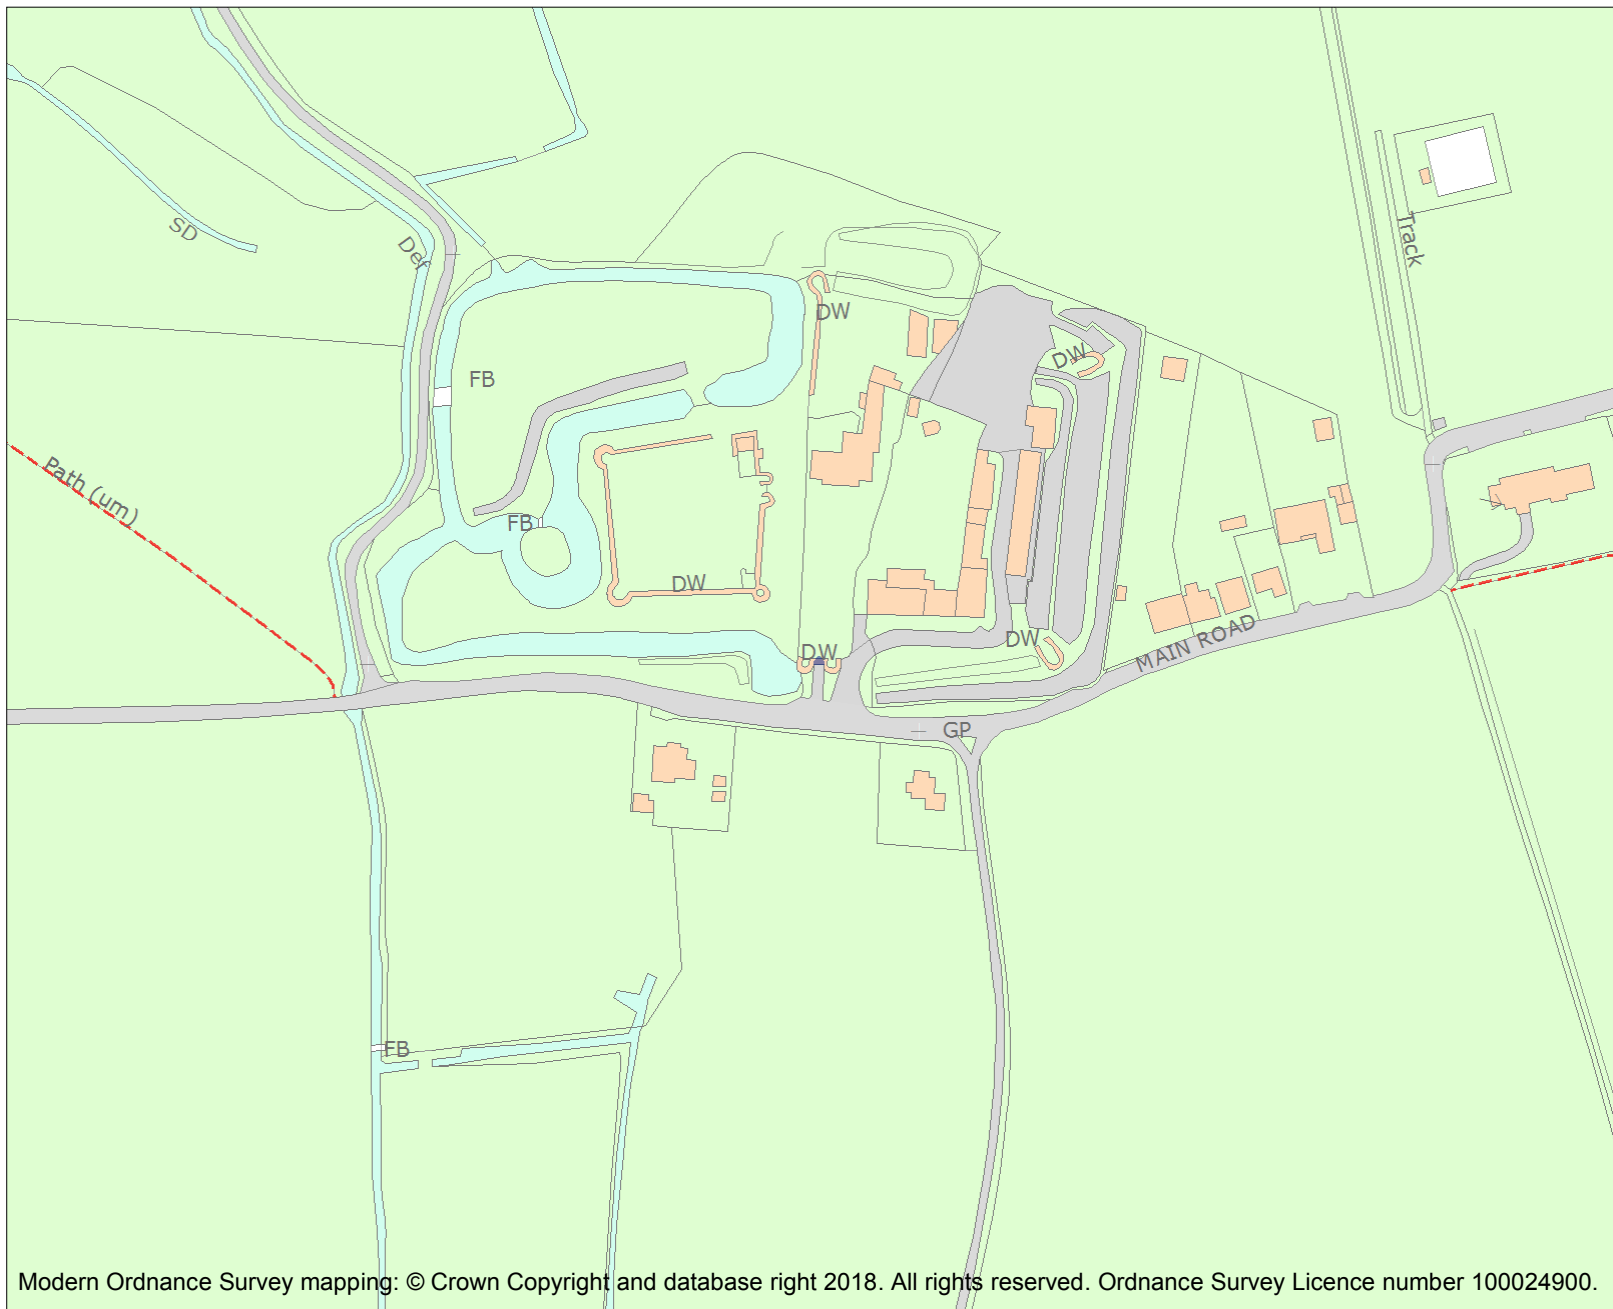 SD
Def
Track
DW
DW
FB
Path (um)
FB
DW
DW
DW
MAIN ROAD
GP
FB
Modern Ordnance Survey mapping: © Crown Copyright and database right 2018. All rights reserved. Ordnance Survey Licence number 100024900.